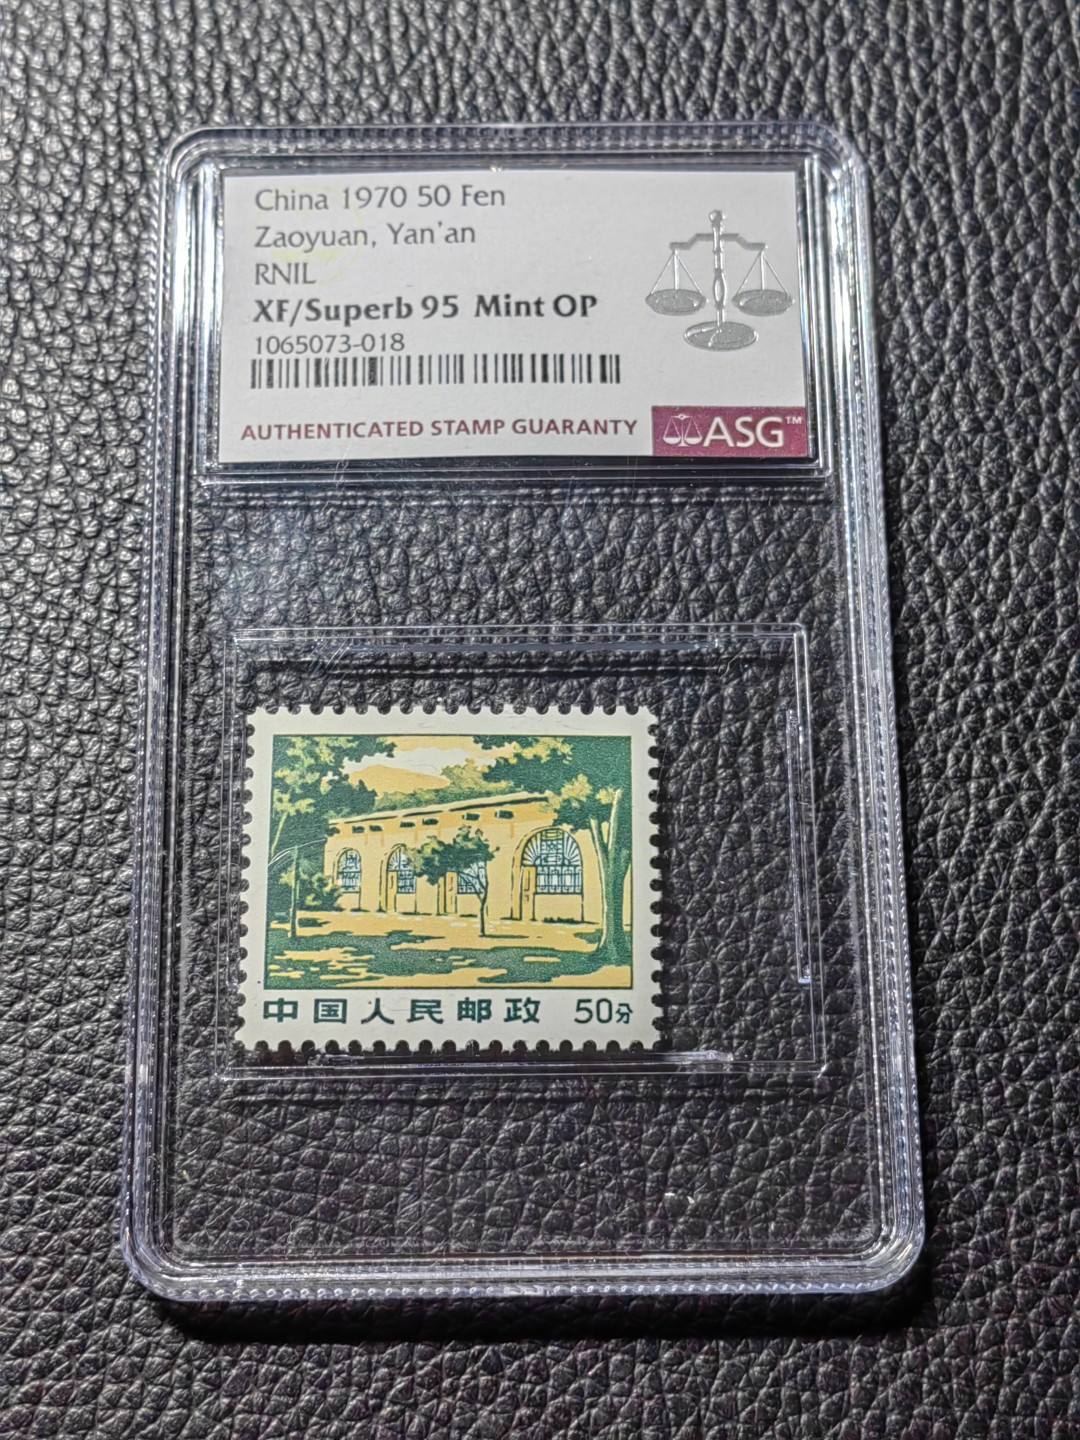 China 1970 50 Fen
Zaoyuan, Yan'an
RNIL
XF/Superb 95 Mint OP
1065073-018
AUTHENTICATED STAMP GUARANTY
ASG™
中国人民邮政 50分